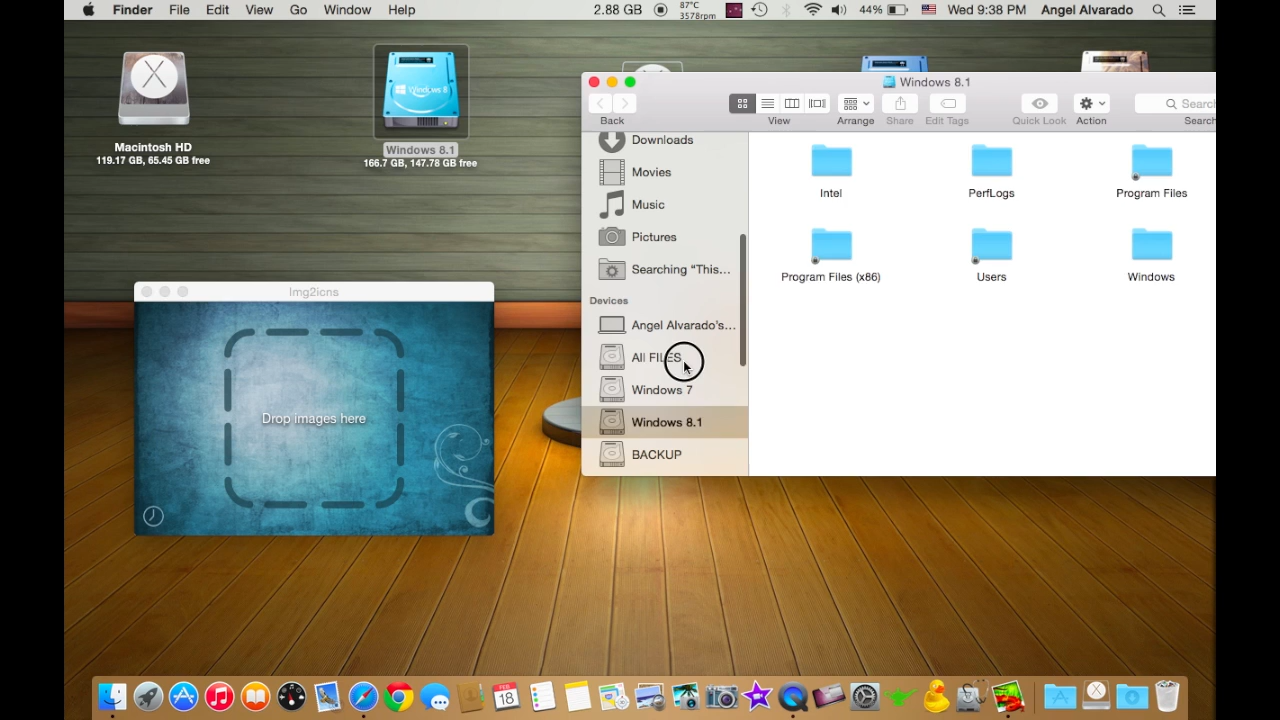 Finder File Edit View Go Window Help 2.88 GB 87°C 3578rpm 44% Wed 9:38 PM Angel Alvarado
Windows 8
Macintosh HD
119.17 GB, 65.45 GB free
Windows 8.1
166.7 GB, 147.78 GB free
Windows 8.1
Back View Arrange Share Edit Tags Quick Look Action Search
Downloads
Movies
Music
Pictures
Searching “This...
Devices
Angel Alvarado's...
All FILES
Windows 7
Windows 8.1
BACKUP
Intel PerfLogs Program Files
Program Files (x86) Users Windows
Img2icns
Drop images here
FEB
18